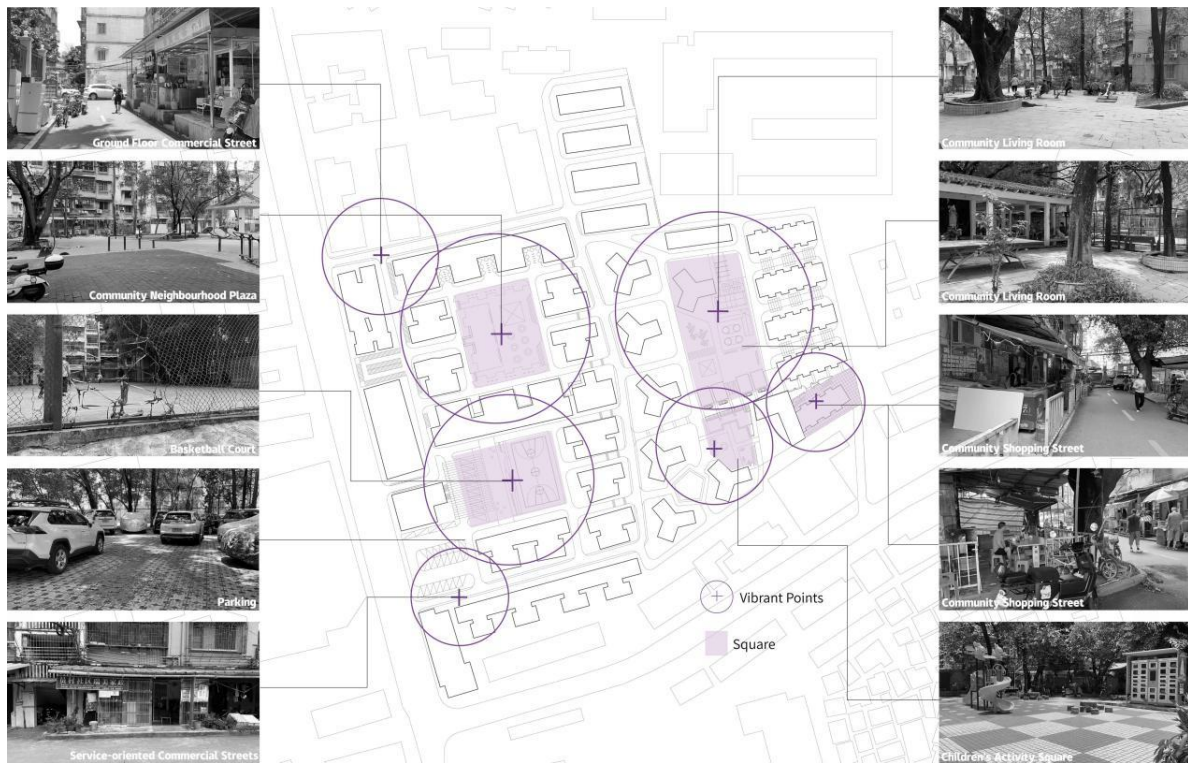 Ground Floor Commercial Street
Community Neighbourhood Plaza
Basketball Court
Parking
Service-oriented Commercial Streets
Vibrant Points
Square
Community Living Room
Community Living Room
Community Shopping Street
Community Shopping Street
Children's Activity Square